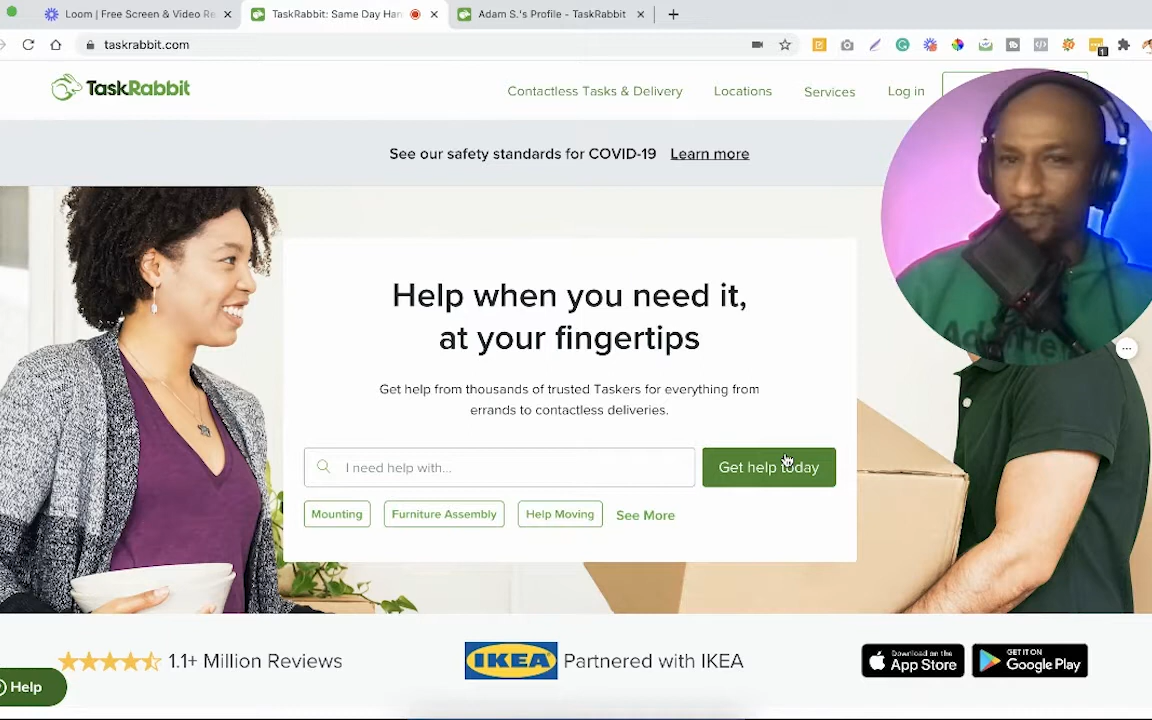 Loom | Free Screen & Video Re
TaskRabbit: Same Day Han
Adam S.'s Profile - TaskRabbit
taskrabbit.com
1
TaskRabbit
Contactless Tasks & Delivery
Locations
Services
Log in
See our safety standards for COVID-19 Learn more
Help when you need it,
at your fingertips
Get help from thousands of trusted Taskers for everything from
errands to contactless deliveries.
I need help with...
Get help today
Mounting
Furniture Assembly
Help Moving
See More
1.1+ Million Reviews
IKEA
Partnered with IKEA
Download on the
App Store
GET IT ON
Google Play
Help